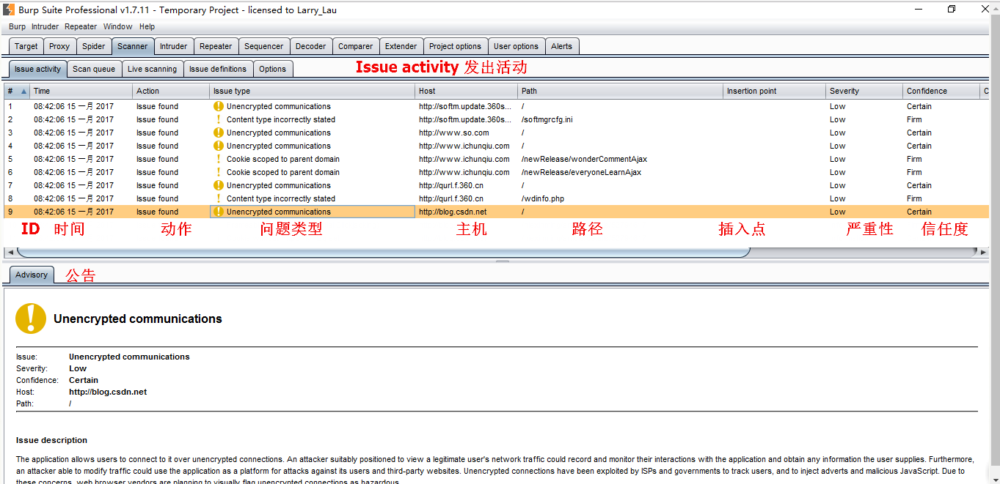 Burp Suite Professional v1.7.11 - Temporary Project - licensed to Larry_Lau
Burp Intruder Repeater Window Help
Target Proxy Spider Scanner Intruder Repeater Sequencer Decoder Comparer Extender Project options User options Alerts
Issue activity Scan queue Live scanning Issue definitions Options Issue activity 发出活动
# Time Action Issue type Host Path Insertion point Severity Confidence C
1 08:42:06 15 一月 2017 Issue found Unencrypted communications http://softm.update.360s... / Low Certain
2 08:42:06 15 一月 2017 Issue found Content type incorrectly stated http://softm.update.360s... /softmgrcfg.ini Low Firm
3 08:42:06 15 一月 2017 Issue found Unencrypted communications http://www.so.com / Low Certain
4 08:42:06 15 一月 2017 Issue found Unencrypted communications http://www.ichunqiu.com / Low Certain
5 08:42:06 15 一月 2017 Issue found Cookie scoped to parent domain http://www.ichunqiu.com /newRelease/wonderCommentAjax Low Firm
6 08:42:06 15 一月 2017 Issue found Cookie scoped to parent domain http://www.ichunqiu.com /newRelease/everyoneLearnAjax Low Firm
7 08:42:06 15 一月 2017 Issue found Unencrypted communications http://qurl.f.360.cn / Low Certain
8 08:42:06 15 一月 2017 Issue found Content type incorrectly stated http://qurl.f.360.cn /wdinfo.php Low Firm
9 08:42:06 15 一月 2017 Issue found Unencrypted communications http://blog.csdn.net / Low Certain
ID 时间 动作 问题类型 主机 路径 插入点 严重性 信任度
Advisory 公告
Unencrypted communications
Issue: Unencrypted communications
Severity: Low
Confidence: Certain
Host: http://blog.csdn.net
Path: /
Issue description
The application allows users to connect to it over unencrypted connections. An attacker suitably positioned to view a legitimate user's network traffic could record and monitor their interactions with the application and obtain any information the user supplies. Furthermore,
an attacker able to modify traffic could use the application as a platform for attacks against its users and third-party websites. Unencrypted connections have been exploited by ISPs and governments to track users, and to inject adverts and malicious JavaScript. Due to
these concerns, web browser vendors are planning to visually flag unencrypted connections as hazardous.